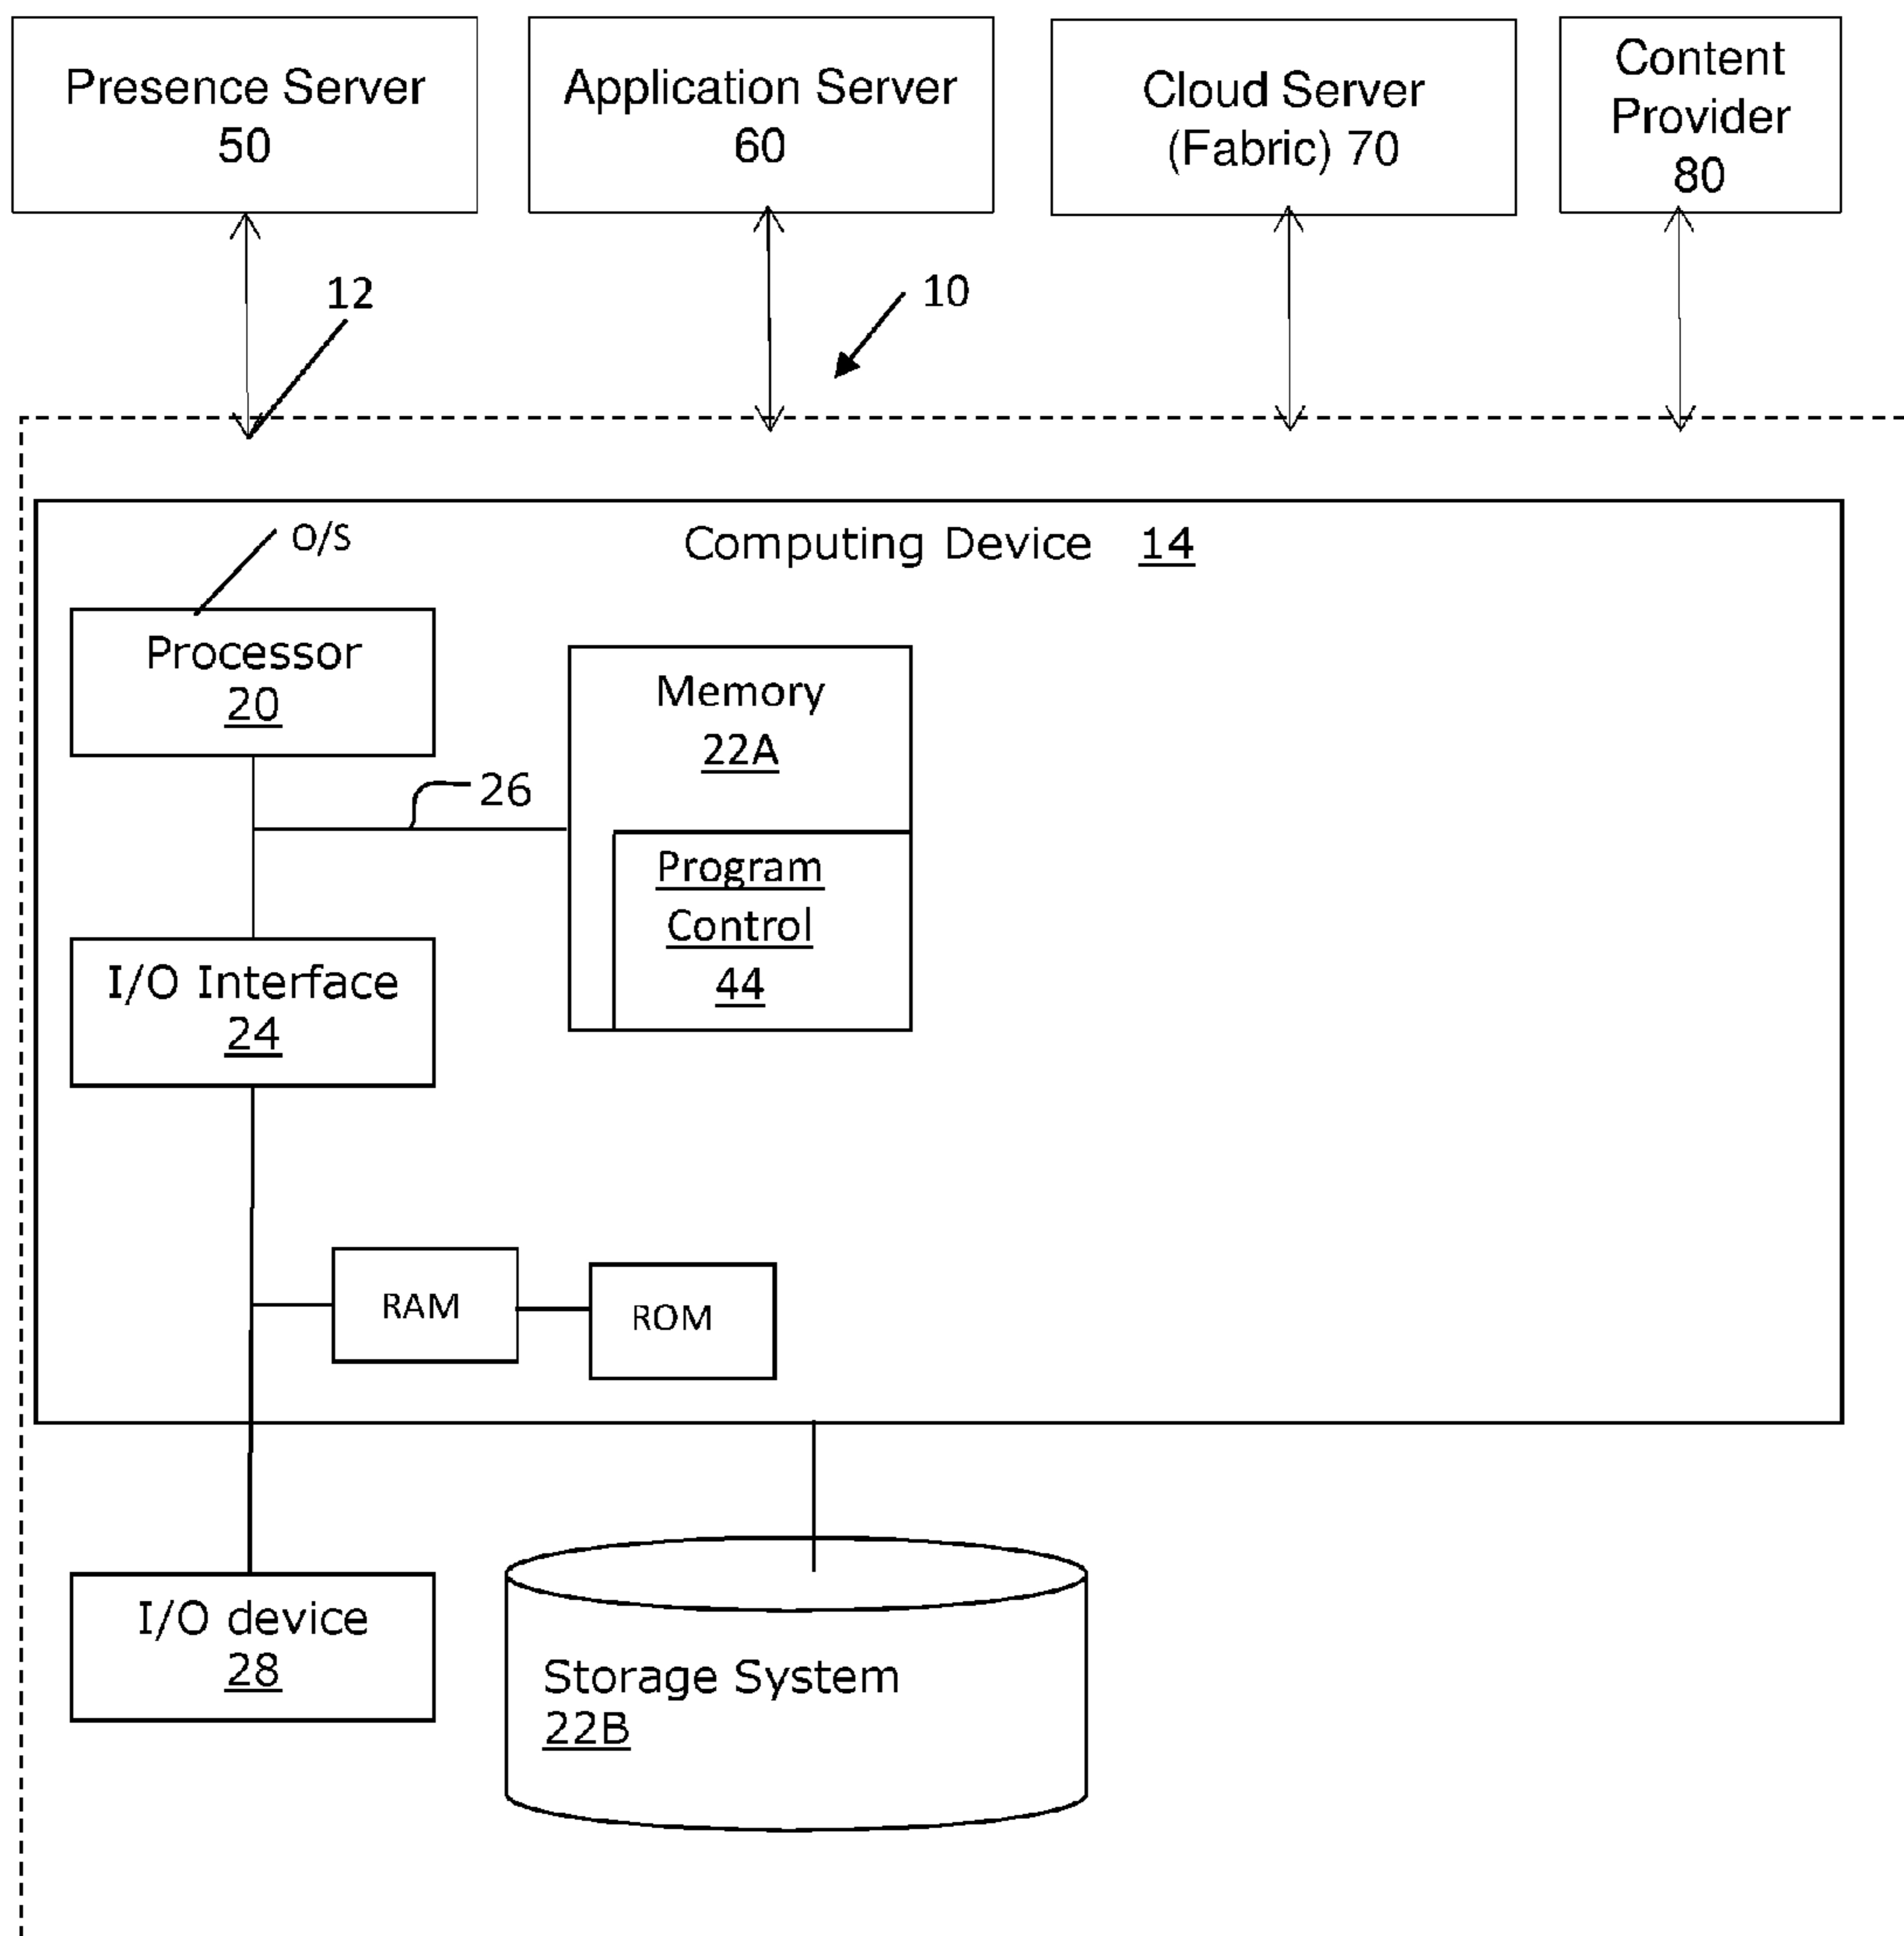 Presence Server
50
Application Server
60
Cloud Server
(Fabric) 70
Content
Provider
80
12
10
O/S
Computing Device 14
Processor
20
Memory
22A
26
Program
Control
44
I/O Interface
24
RAM
ROM
I/O device
28
Storage System
22B